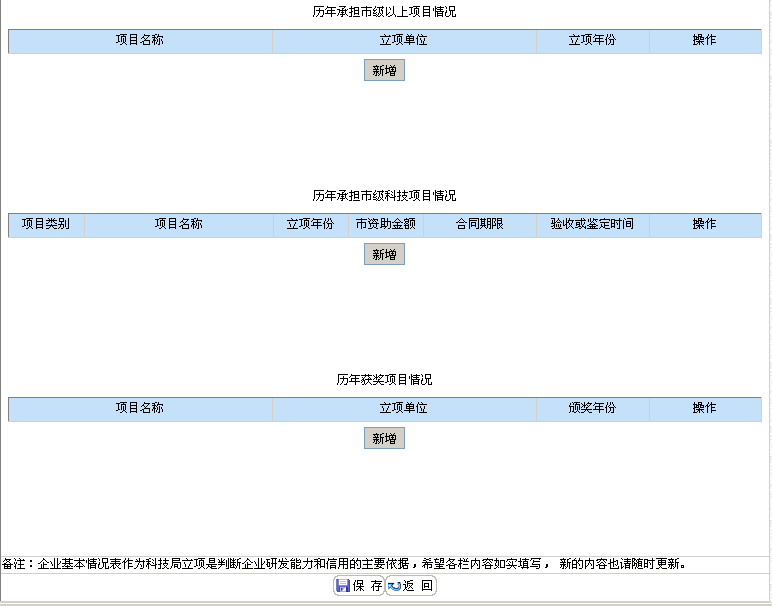 历年承担市级以上项目情况
项目名称 立项单位 立项年份 操作
新增
历年承担市级科技项目情况
项目类别 项目名称 立项年份 市资助金额 合同期限 验收或鉴定时间 操作
新增
历年获奖项目情况
项目名称 立项单位 颁奖年份 操作
新增
备注：企业基本情况表作为科技局立项是判断企业研发能力和信用的主要依据，希望各栏内容如实填写， 新的内容也请随时更新。
保 存 返 回